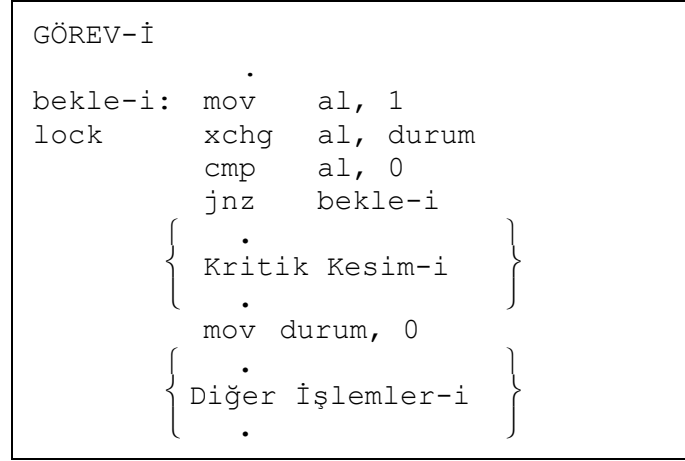 GÖREV-İ
.
bekle-i: mov al, 1
lock xchg al, durum
cmp al, 0
jnz bekle-i
.
Kritik Kesim-i
.
mov durum, 0
.
Diğer İşlemler-i
.